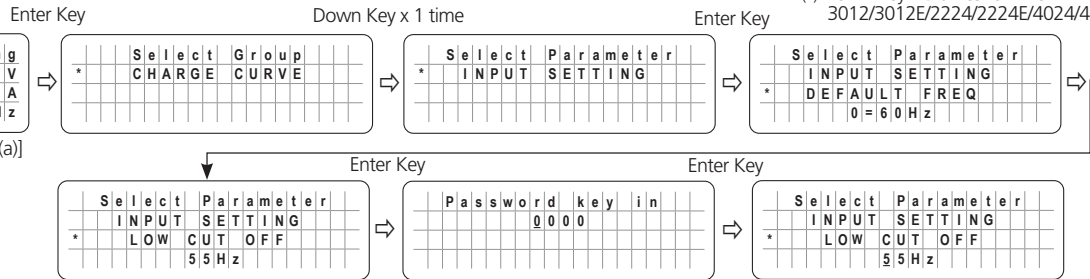 3012/3012E/2224/2224E/4024/4
Enter Key
Down Key x 1 time
Enter Key
g
V
A
z
(a)]
Select Group
* CHARGE CURVE
Select Parameter
* INPUT SETTING
Select Parameter
INPUT SETTING
* DEFAULT FREQ
0=60Hz
Enter Key
Enter Key
Select Parameter
INPUT SETTING
* LOW CUT OFF
55Hz
Password key in
0000
Select Parameter
INPUT SETTING
* LOW CUT OFF
55Hz